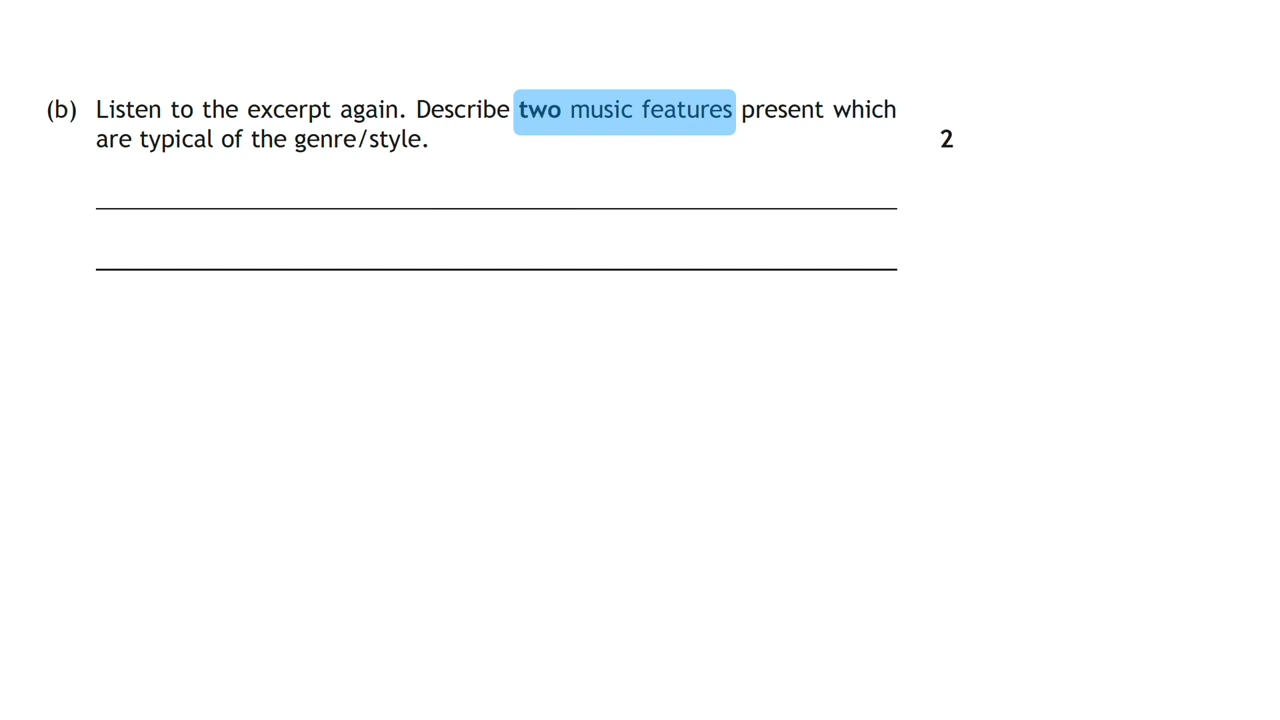 (b) Listen to the excerpt again. Describe two music features present which
are typical of the genre/style. 2